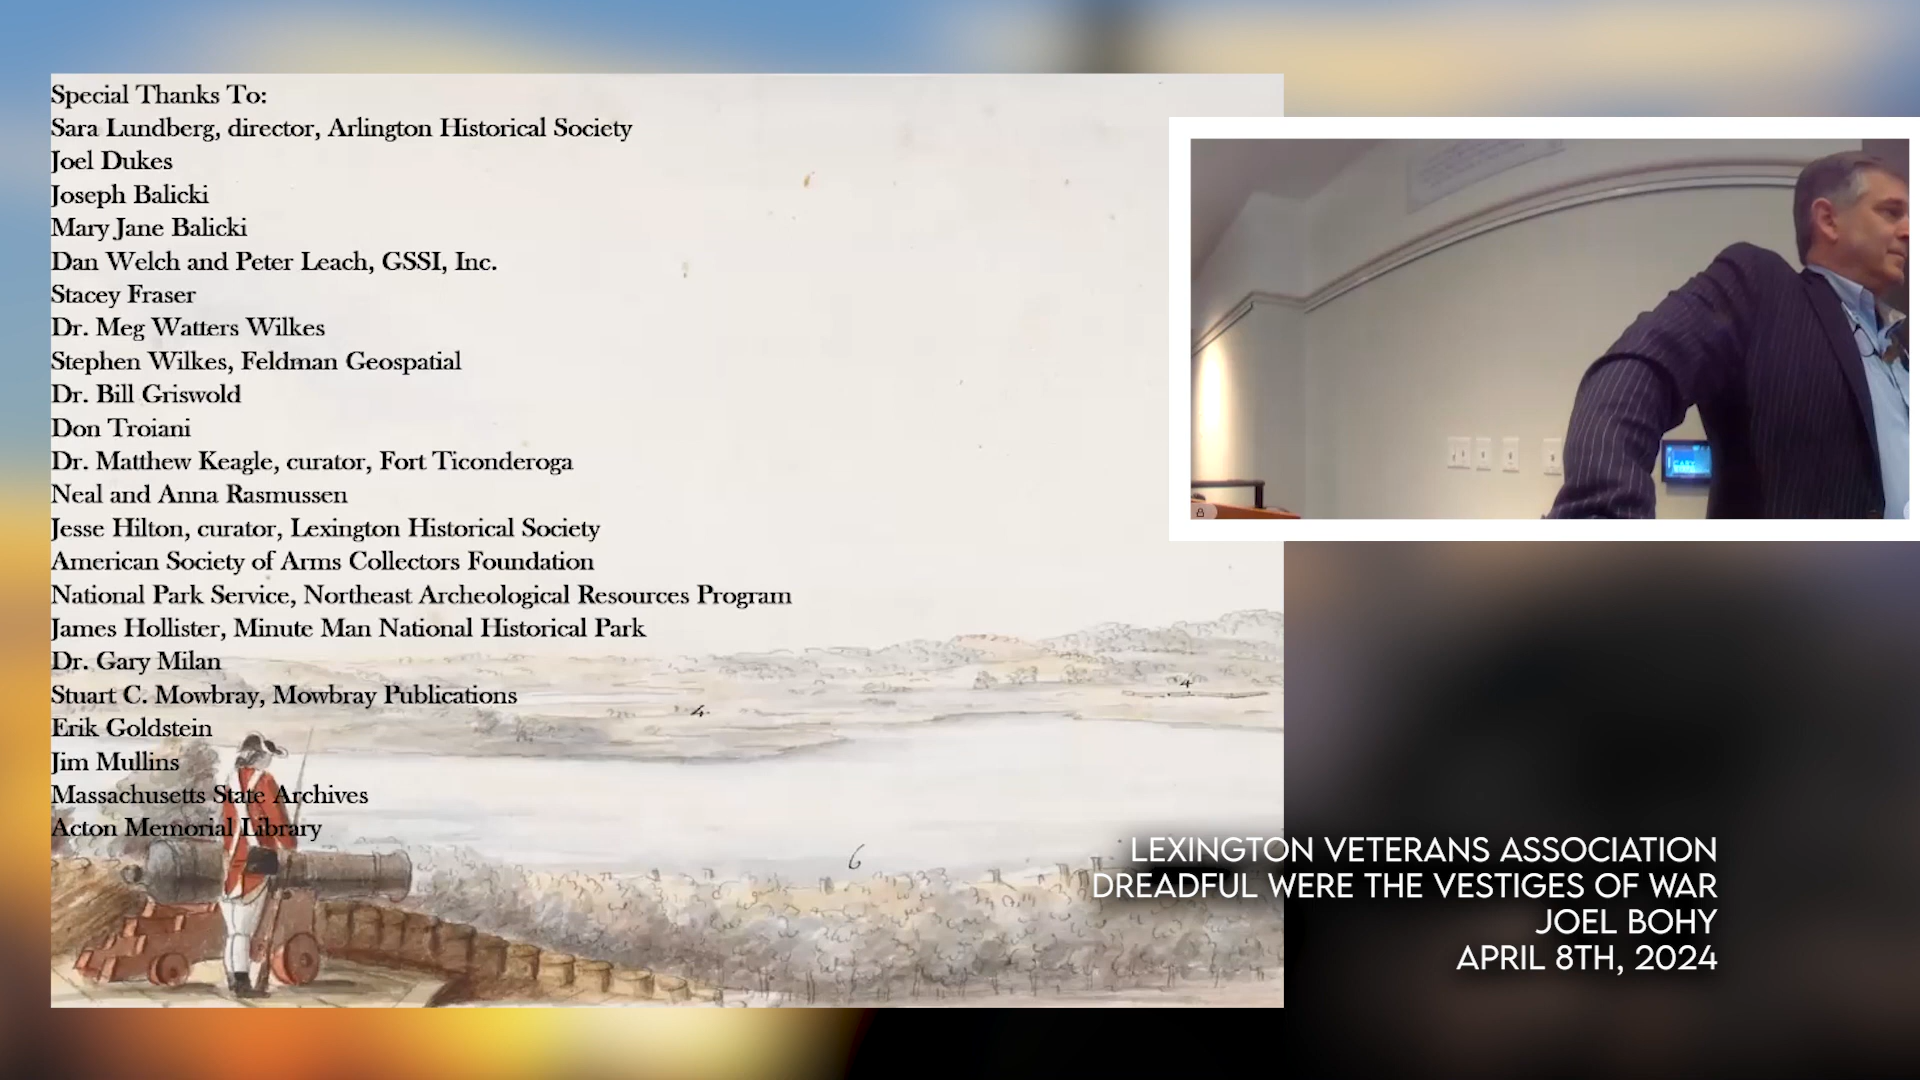 Special Thanks To:
Sara Lundberg, director, Arlington Historical Society
Joel Dukes
Joseph Balicki
Mary Jane Balicki
Dan Welch and Peter Leach, GSSI, Inc.
Stacey Fraser
Dr. Meg Watters Wilkes
Stephen Wilkes, Feldman Geospatial
Dr. Bill Griswold
Don Troiani
Dr. Matthew Keagle, curator, Fort Ticonderoga
Neal and Anna Rasmussen
Jesse Hilton, curator, Lexington Historical Society
American Society of Arms Collectors Foundation
National Park Service, Northeast Archeological Resources Program
James Hollister, Minute Man National Historical Park
Dr. Gary Milan
Stuart C. Mowbray, Mowbray Publications
Erik Goldstein
Jim Mullins
Massachusetts State Archives
Acton Memorial Library
4
4
6
LEXINGTON VETERANS ASSOCIATION
DREADFUL WERE THE VESTIGES OF WAR
JOEL BOHY
APRIL 8TH, 2024